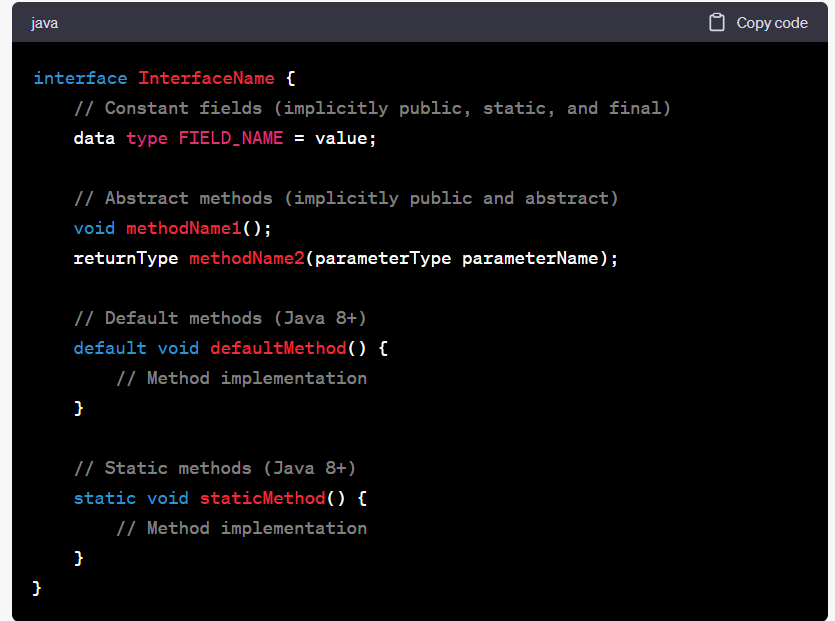 java
Copy code
interface InterfaceName {
    // Constant fields (implicitly public, static, and final)
    data type FIELD_NAME = value;

    // Abstract methods (implicitly public and abstract)
    void methodName1();
    returnType methodName2(parameterType parameterName);

    // Default methods (Java 8+)
    default void defaultMethod() {
        // Method implementation
    }

    // Static methods (Java 8+)
    static void staticMethod() {
        // Method implementation
    }
}